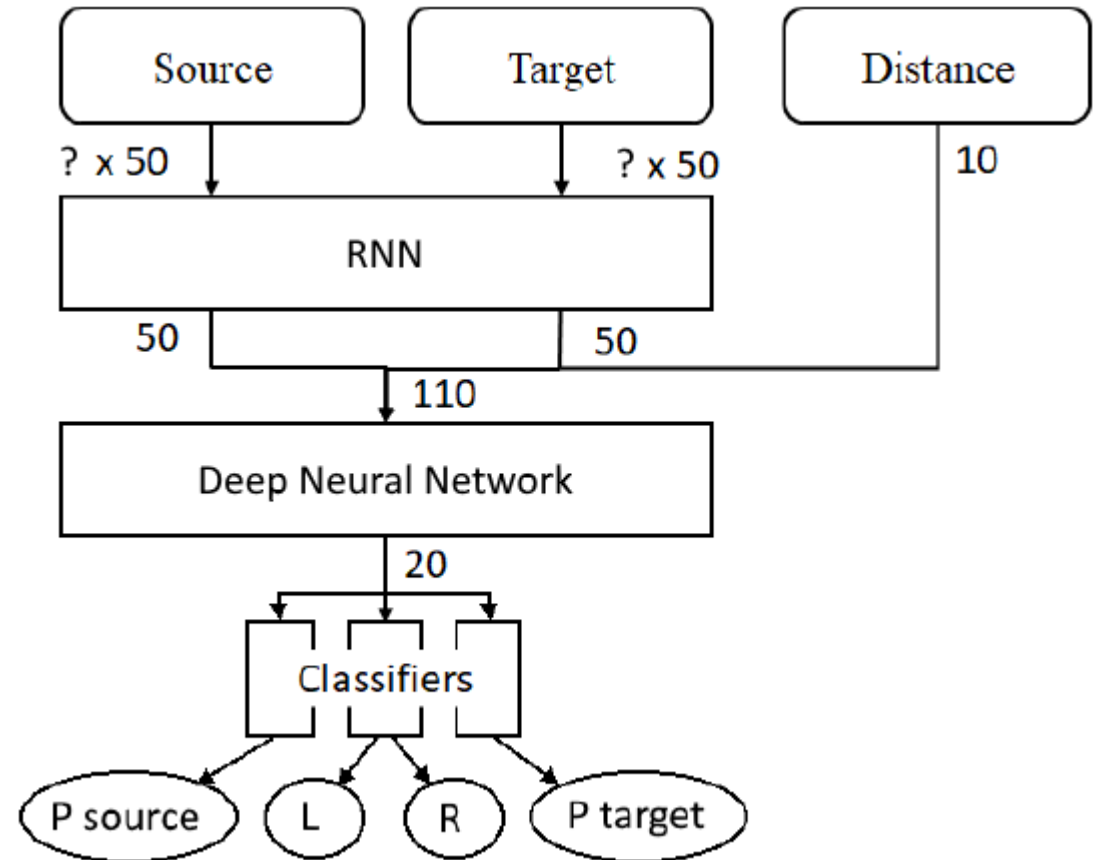 Source
Target
Distance
? x 50
? x 50
10
RNN
50
50
110
Deep Neural Network
20
Classifiers
P source
L
R
P target